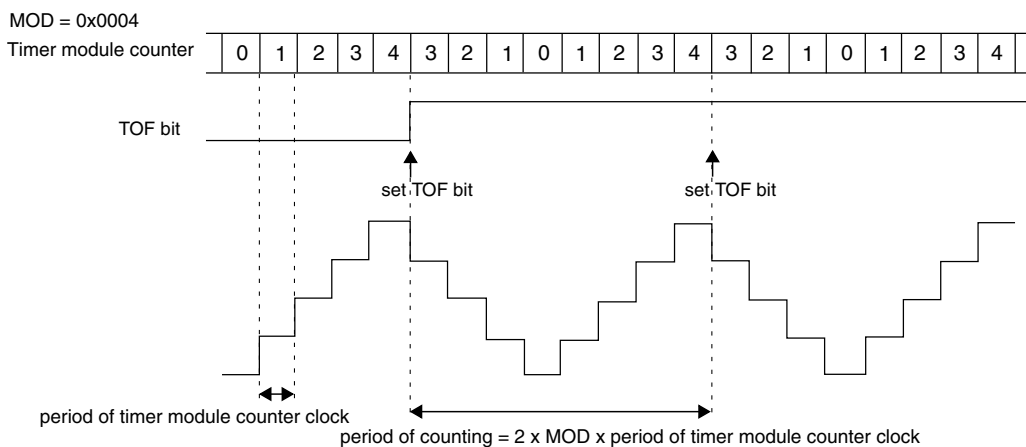 MOD = 0x0004
Timer module counter 0 1 2 3 4 3 2 1 0 1 2 3 4 3 2 1 0 1 2 3 4
TOF bit
set TOF bit set TOF bit
period of timer module counter clock
period of counting = 2 x MOD x period of timer module counter clock